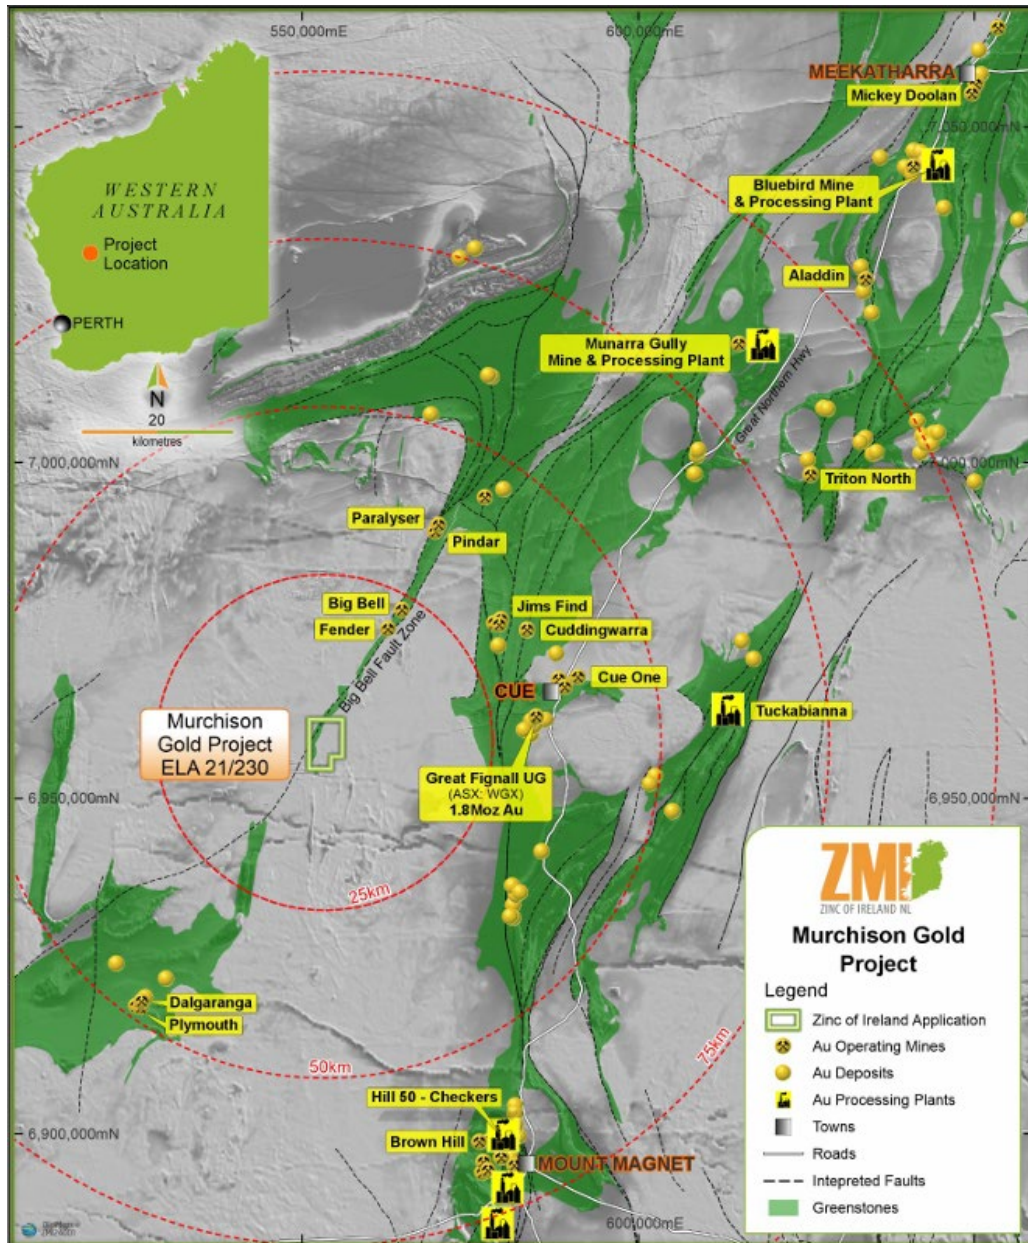 550,000mE
600,000mE
MEEKATHARRA
Mickey Doolan
7,050,000mN
WESTERN
AUSTRALIA
Project
Location
PERTH
Bluebird Mine
& Processing Plant
Aladdin
Munarra Gully
Mine & Processing Plant
Great Northern Hwy
N
20
kilometres
7,000,000mN
7,000,000mN
Triton North
Paralyser
Pindar
Big Bell
Fender
Big Bell Fault Zone
Jims Find
Cuddingwarra
CUE
Cue One
Tuckabianna
Murchison
Gold Project
ELA 21/230
Great Fignall UG
(ASX: WGX)
1.8Moz Au
6,950,000mN
6,950,000mN
25km
Dalgaranga
Plymouth
50km
75km
Hill 50 - Checkers
6,900,000mN
Brown Hill
MOUNT MAGNET
600,000mE
ZMI
ZINC OF IRELAND NL
Murchison Gold
Project
Legend
Zinc of Ireland Application
Au Operating Mines
Au Deposits
Au Processing Plants
Towns
Roads
Intepreted Faults
Greenstones